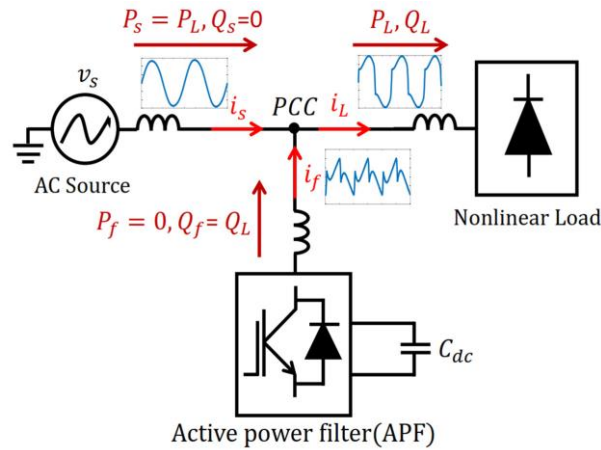 P_s = P_L, Q_s=0
P_L, Q_L
v_s
i_s
PCC
i_L
i_f
AC Source
Nonlinear Load
P_f = 0, Q_f = Q_L
C_dc
Active power filter(APF)